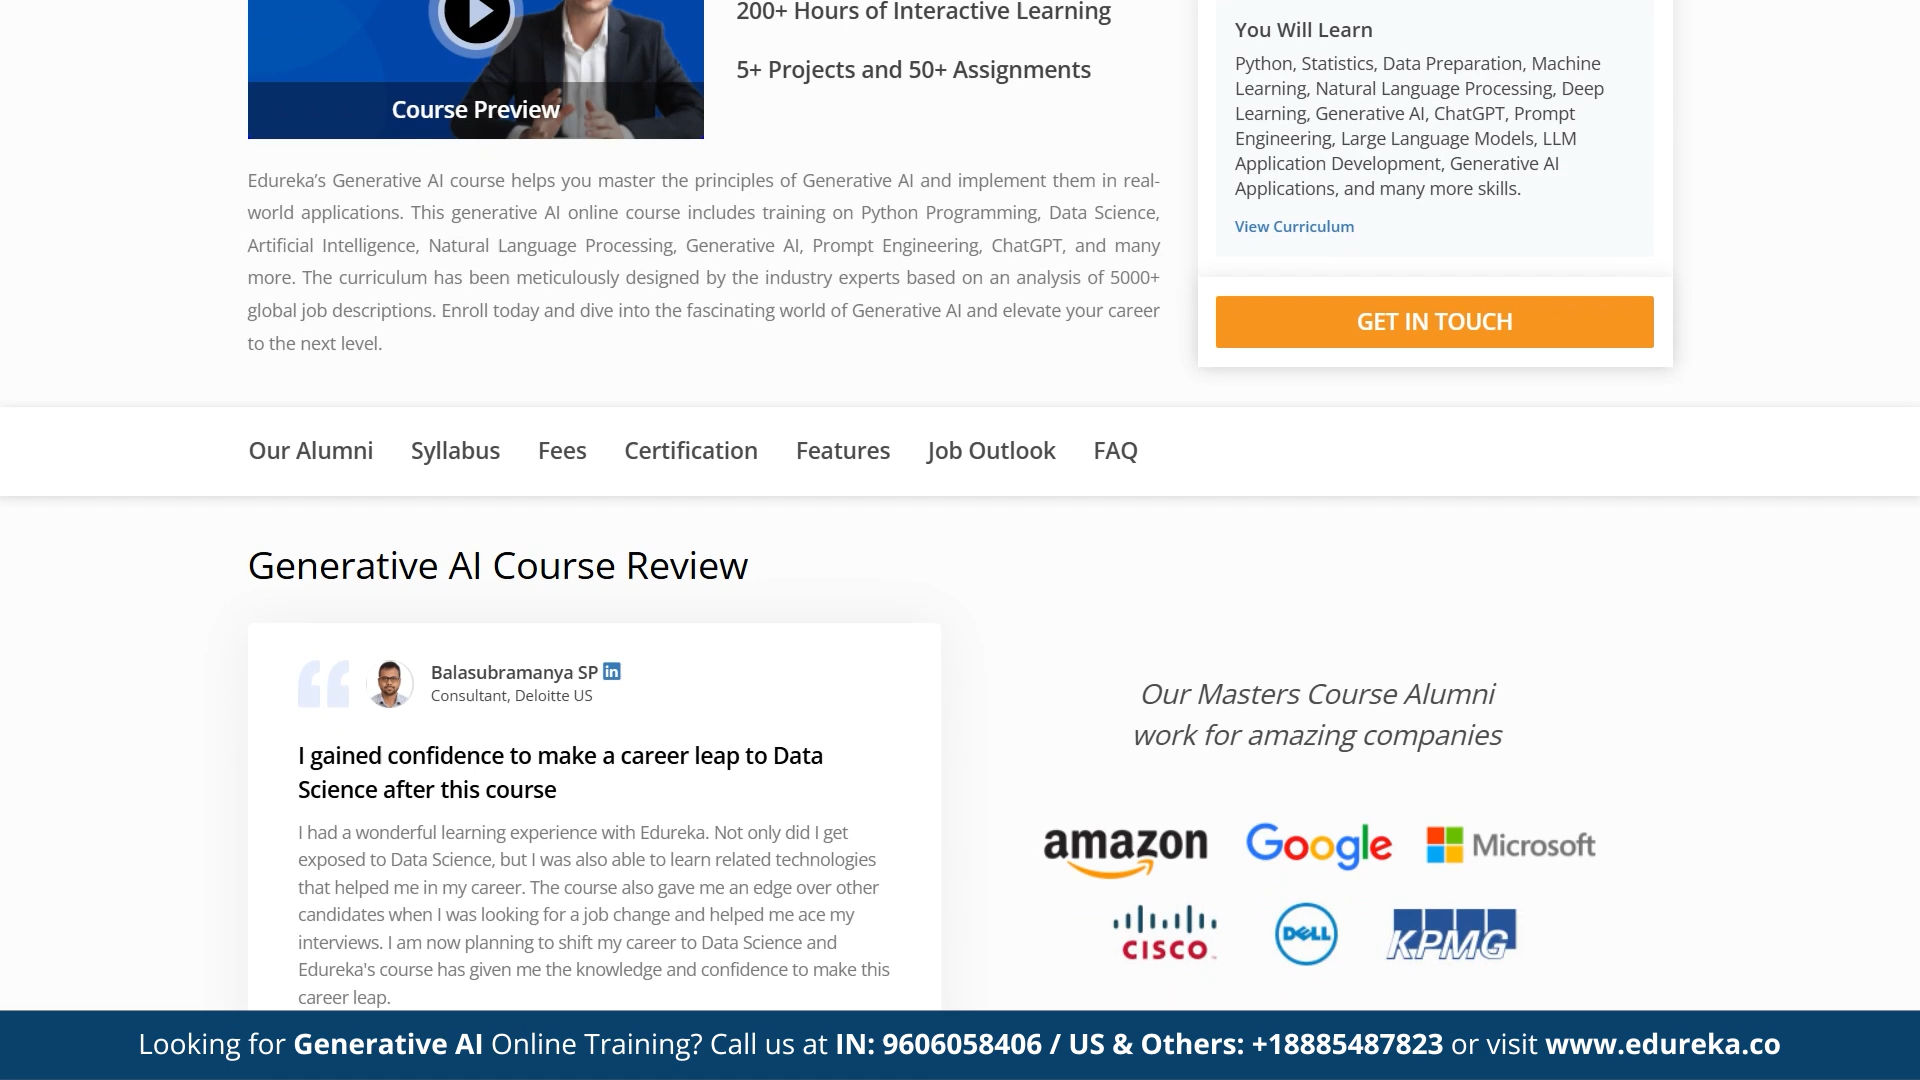 200+ Hours of Interactive Learning
5+ Projects and 50+ Assignments
Course Preview
Edureka’s Generative AI course helps you master the principles of Generative AI and implement them in real-
world applications. This generative AI online course includes training on Python Programming, Data Science,
Artificial Intelligence, Natural Language Processing, Generative AI, Prompt Engineering, ChatGPT, and many
more. The curriculum has been meticulously designed by the industry experts based on an analysis of 5000+
global job descriptions. Enroll today and dive into the fascinating world of Generative AI and elevate your career
to the next level.
You Will Learn
Python, Statistics, Data Preparation, Machine
Learning, Natural Language Processing, Deep
Learning, Generative AI, ChatGPT, Prompt
Engineering, Large Language Models, LLM
Application Development, Generative AI
Applications, and many more skills.
View Curriculum
GET IN TOUCH
Our Alumni Syllabus Fees Certification Features Job Outlook FAQ
Generative AI Course Review
Balasubramanya SP in
Consultant, Deloitte US
I gained confidence to make a career leap to Data
Science after this course
I had a wonderful learning experience with Edureka. Not only did I get
exposed to Data Science, but I was also able to learn related technologies
that helped me in my career. The course also gave me an edge over other
candidates when I was looking for a job change and helped me ace my
interviews. I am now planning to shift my career to Data Science and
Edureka's course has given me the knowledge and confidence to make this
career leap.
Our Masters Course Alumni
work for amazing companies
amazon Google Microsoft
CISCO DELL KPMG
Looking for Generative AI Online Training? Call us at IN: 9606058406 / US & Others: +18885487823 or visit www.edureka.co